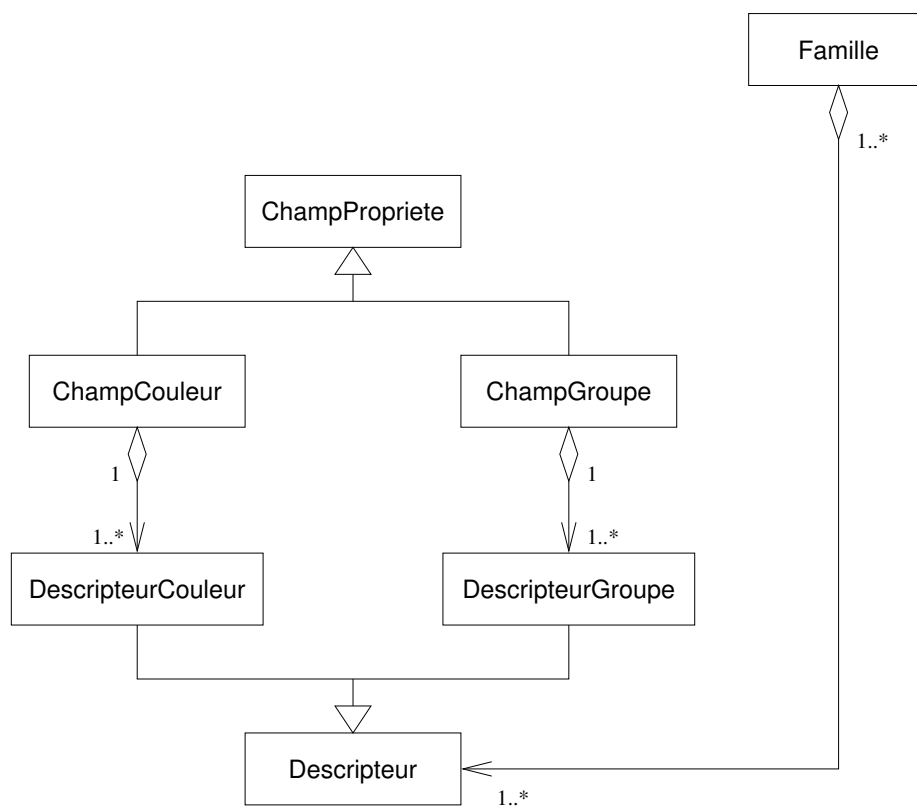 Famille
1..*
ChampPropriete
ChampCouleur
ChampGroupe
1
1
1..*
1..*
DescripteurCouleur
DescripteurGroupe
Descripteur
1..*